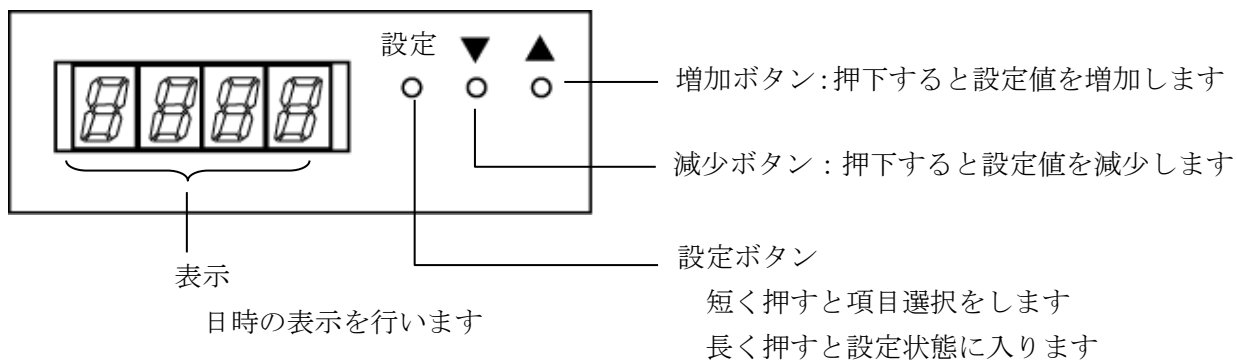 設定 ▼ ▲
8888
増加ボタン:押下すると設定値を増加します
減少ボタン:押下すると設定値を減少します
設定ボタン
短く押すと項目選択をします
長く押すと設定状態に入ります
表示
日時の表示を行います